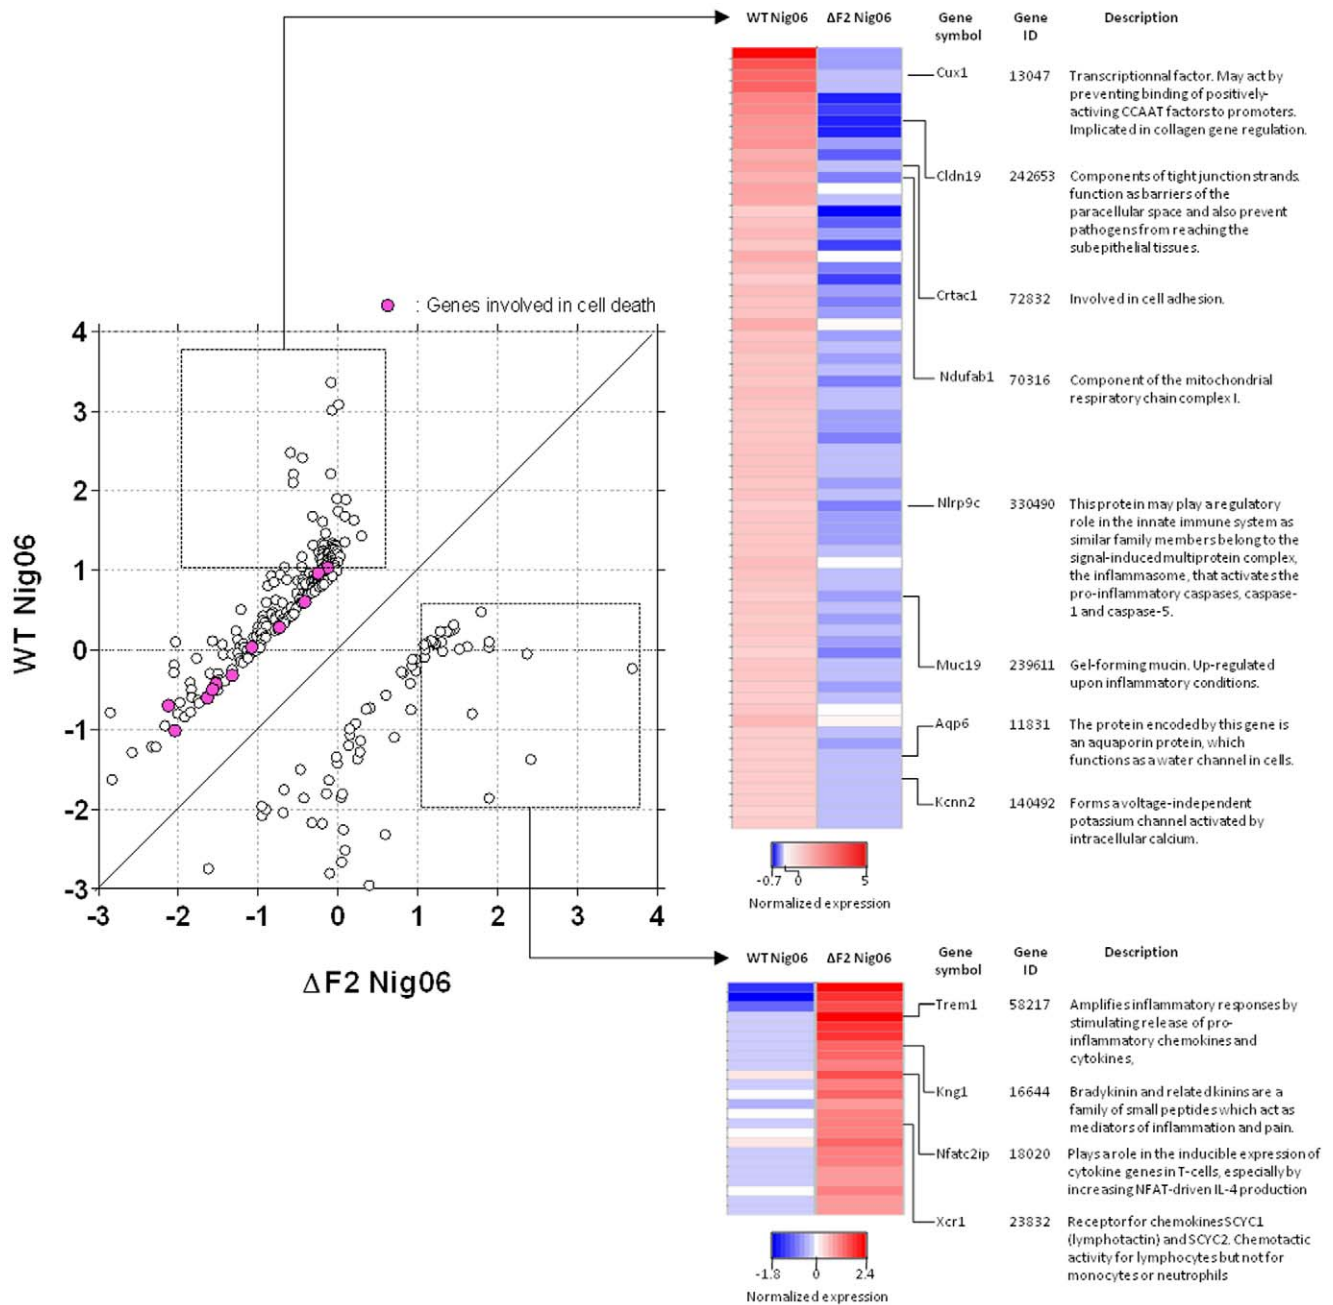 WT Nig06 ΔF2 Nig06 Gene symbol Gene ID Description
Cux1 13047 Transcriptionnal factor. May act by
preventing binding of positively-
activing CCAAT factors to promoters.
Implicated in collagen gene regulation.
Cldn19 242653 Components of tight junction strands.
function as barriers of the
paracellular space and also prevent
pathogens from reaching the
subepithelial tissues.
Crtac1 72832 Involved in cell adhesion.
Ndufab1 70316 Component of the mitochondrial
respiratory chain complex I.
Nlrp9c 330490 This protein may play a regulatory
role in the innate immune system as
similar family members belong to the
signal-induced multiprotein complex,
the inflammasome, that activates the
pro-inflammatory caspases, caspase-
1 and caspase-5.
Muc19 239611 Gel-forming mucin. Up-regulated
upon inflammatory conditions.
Aqp6 11831 The protein encoded by this gene is
an aquaporin protein, which
functions as a water channel in cells.
Kcnn2 140492 Forms a voltage-independent
potassium channel activated by
intracellular calcium.
-0.7 0 5
Normalized expression
: Genes involved in cell death
4
3
2
1
0
-1
-2
-3
WT Nig06
-3 -2 -1 0 1 2 3 4
ΔF2 Nig06
WT Nig06 ΔF2 Nig06 Gene symbol Gene ID Description
Trem1 58217 Amplifies inflammatory responses by
stimulating release of pro-
inflammatory chemokines and
cytokines,
Kng1 16644 Bradykinin and related kinins are a
family of small peptides which act as
mediators of inflammation and pain.
Nfatc2ip 18020 Plays a role in the inducible expression of
cytokine genes in T-cells, especially by
increasing NFAT-driven IL-4 production
Xcr1 23832 Receptor for chemokines SCYC1
(lymphotactin) and SCYC2. Chemotactic
activity for lymphocytes but not for
monocytes or neutrophils
-1.8 0 2.4
Normalized expression